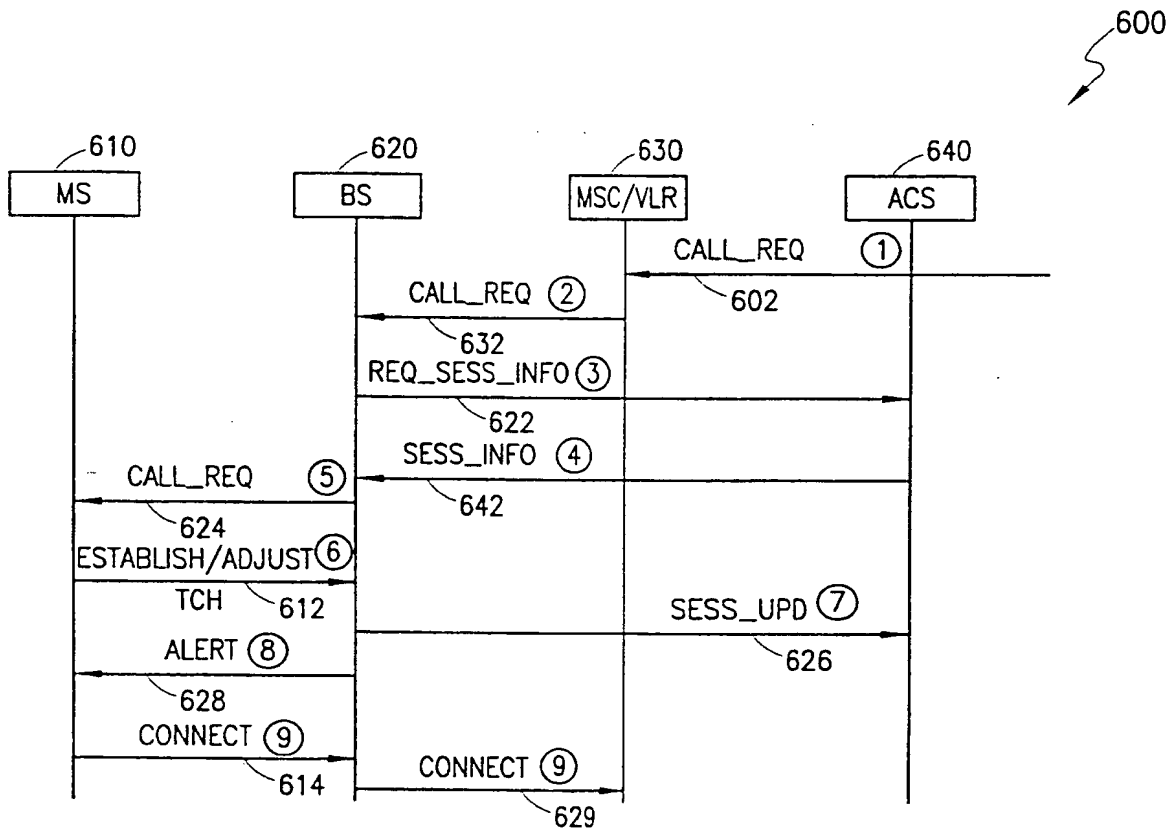 600
610
620
630
640
MS
BS
MSC/VLR
ACS
CALL_REQ ①
602
CALL_REQ ②
632
REQ_SESS_INFO ③
622
SESS_INFO ④
642
CALL_REQ ⑤
624
ESTABLISH/ADJUST ⑥
TCH
612
SESS_UPD ⑦
626
ALERT ⑧
628
CONNECT ⑨
614
CONNECT ⑨
629